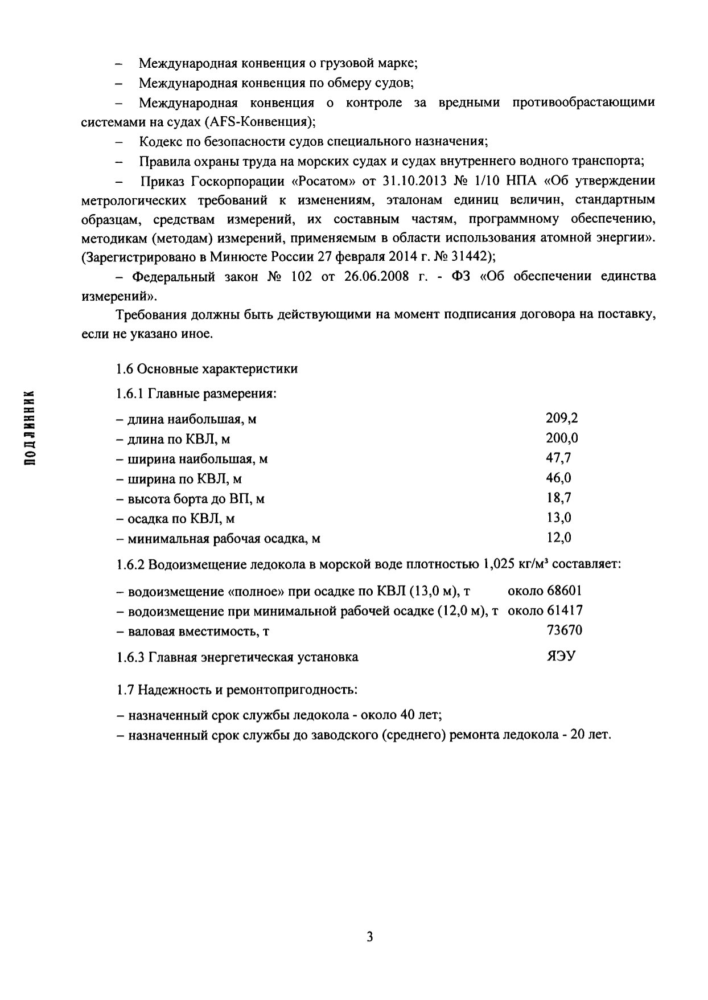 – Международная конвенция о грузовой марке;
– Международная конвенция по обмеру судов;
– Международная конвенция о контроле за вредными противообрастающими
системами на судах (AFS-Конвенция);
– Кодекс по безопасности судов специального назначения;
– Правила охраны труда на морских судах и судах внутреннего водного транспорта;
– Приказ Госкорпорации «Росатом» от 31.10.2013 № 1/10 НПА «Об утверждении
метрологических требований к изменениям, эталонам единиц величин, стандартным
образцам, средствам измерений, их составным частям, программному обеспечению,
методикам (методам) измерений, применяемым в области использования атомной энергии».
(Зарегистрировано в Минюсте России 27 февраля 2014 г. № 31442);
– Федеральный закон № 102 от 26.06.2008 г. - ФЗ «Об обеспечении единства
измерений».
Требования должны быть действующими на момент подписания договора на поставку,
если не указано иное.
1.6 Основные характеристики
1.6.1 Главные размерения:
– длина наибольшая, м 209,2
– длина по КВЛ, м 200,0
– ширина наибольшая, м 47,7
– ширина по КВЛ, м 46,0
– высота борта до ВП, м 18,7
– осадка по КВЛ, м 13,0
– минимальная рабочая осадка, м 12,0
1.6.2 Водоизмещение ледокола в морской воде плотностью 1,025 кг/м³ составляет:
– водоизмещение «полное» при осадке по КВЛ (13,0 м), т около 68601
– водоизмещение при минимальной рабочей осадке (12,0 м), т около 61417
– валовая вместимость, т 73670
1.6.3 Главная энергетическая установка ЯЭУ
1.7 Надежность и ремонтопригодность:
– назначенный срок службы ледокола - около 40 лет;
– назначенный срок службы до заводского (среднего) ремонта ледокола - 20 лет.
ПОДЛИННИК
3